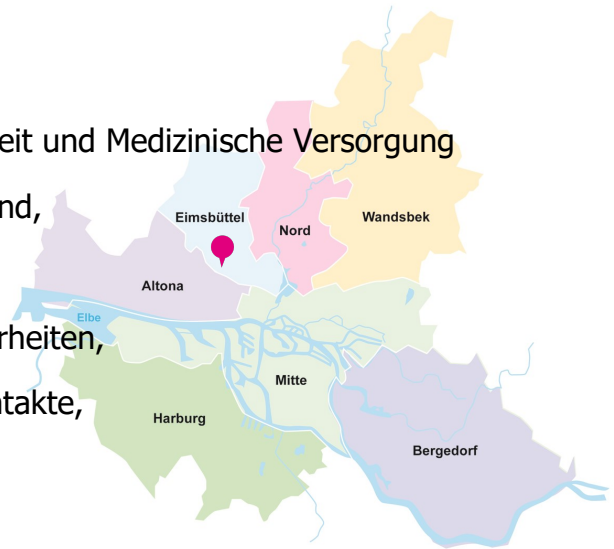 eit und Medizinische Versorgung
nd,
Eimsbüttel
Nord
Wandsbek
Altona
Elbe
rheiten,
Mitte
ntakte,
Harburg
Bergedorf